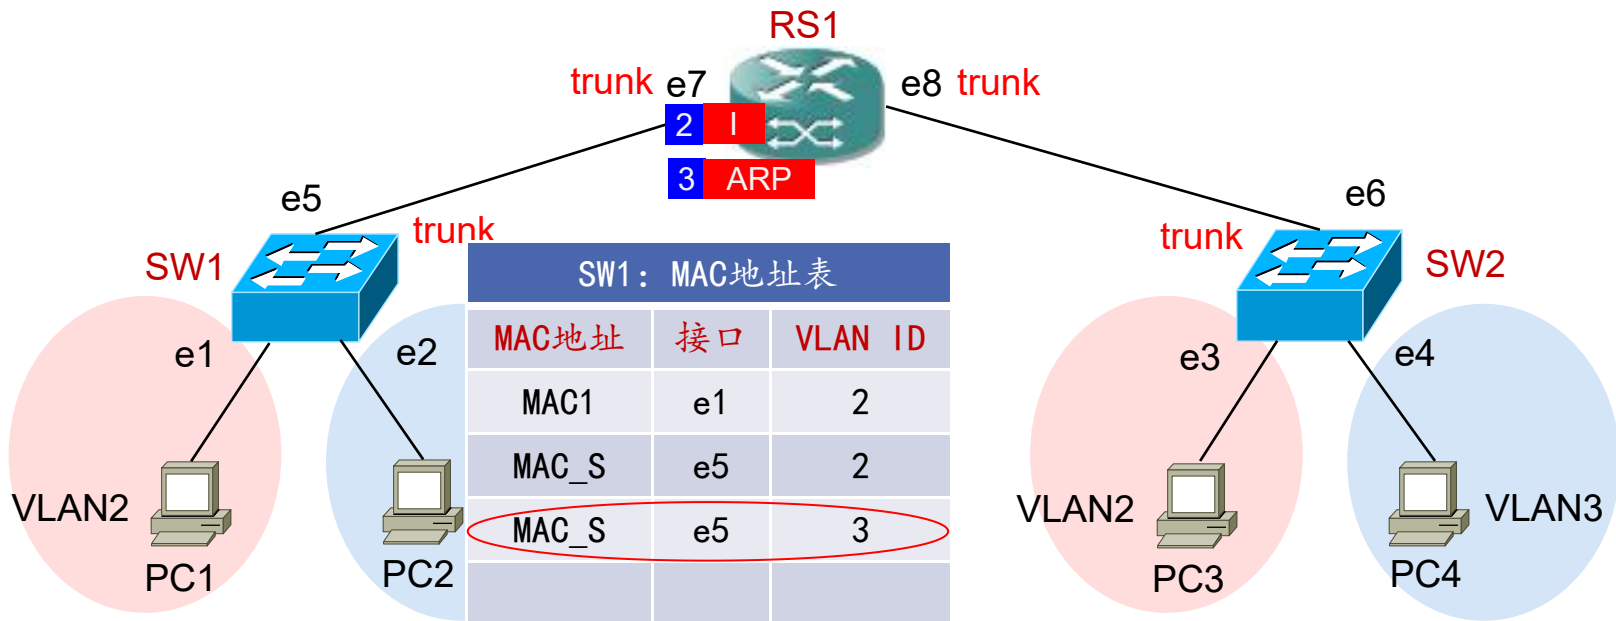 RS1
trunk e7
e8 trunk
2 I
3 ARP
e5
trunk
SW1
e1
e2
VLAN2
PC1
PC2
SW1: MAC地址表
MAC地址 接口 VLAN ID
MAC1 e1 2
MAC_S e5 2
MAC_S e5 3
e6
trunk
SW2
e3
e4
VLAN2
VLAN3
PC3
PC4